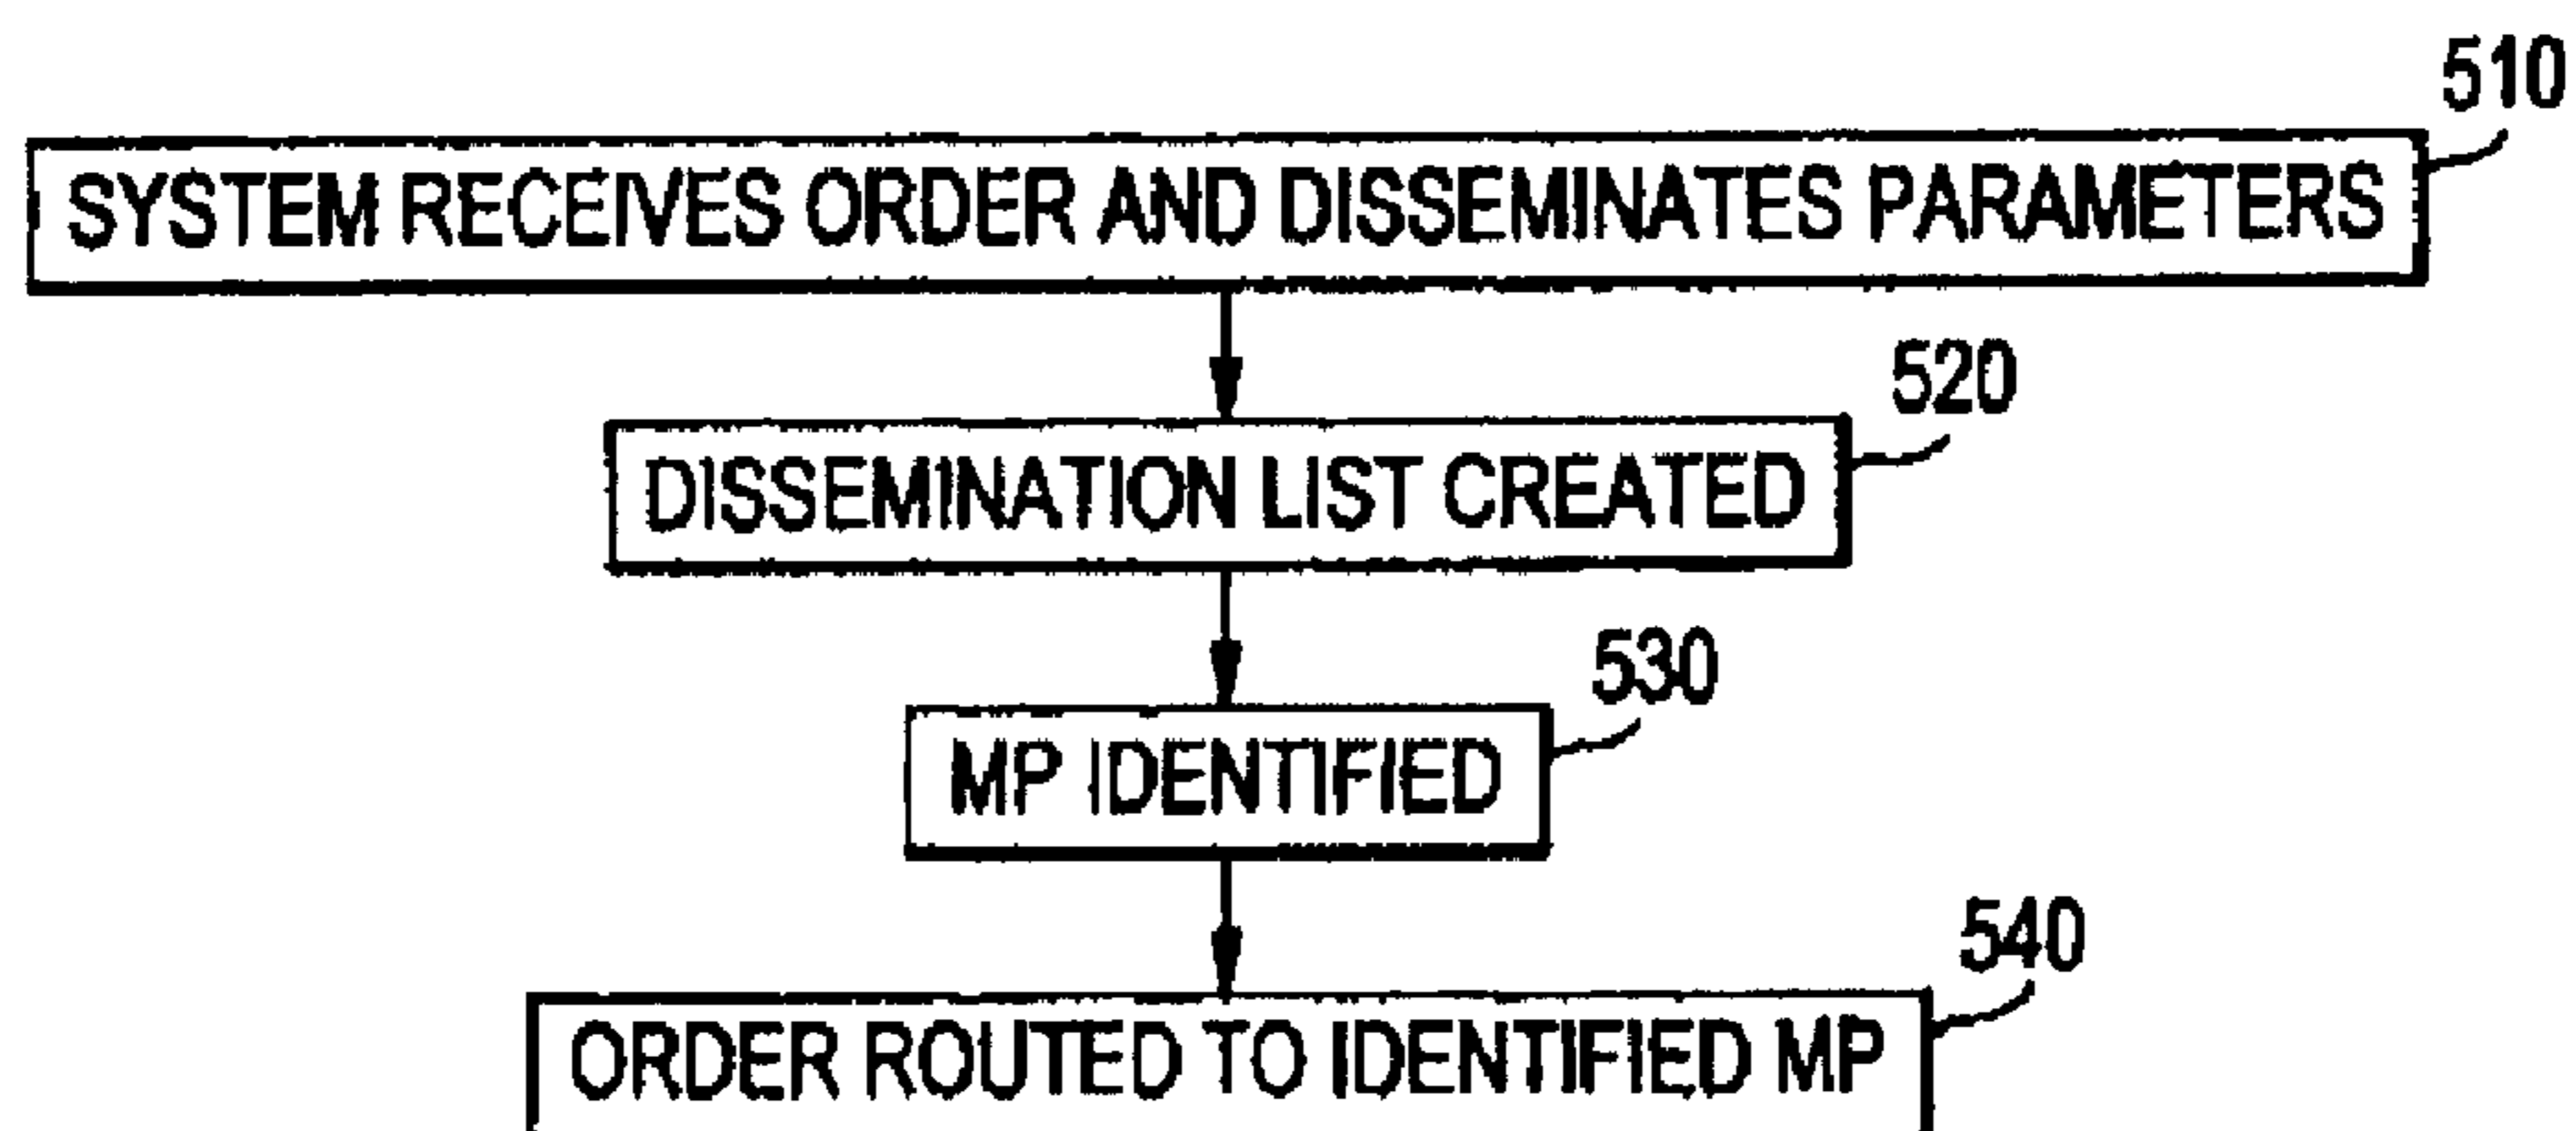 510
SYSTEM RECEIVES ORDER AND DISSEMINATES PARAMETERS
520
DISSEMINATION LIST CREATED
530
MP IDENTIFIED
540
ORDER ROUTED TO IDENTIFIED MP